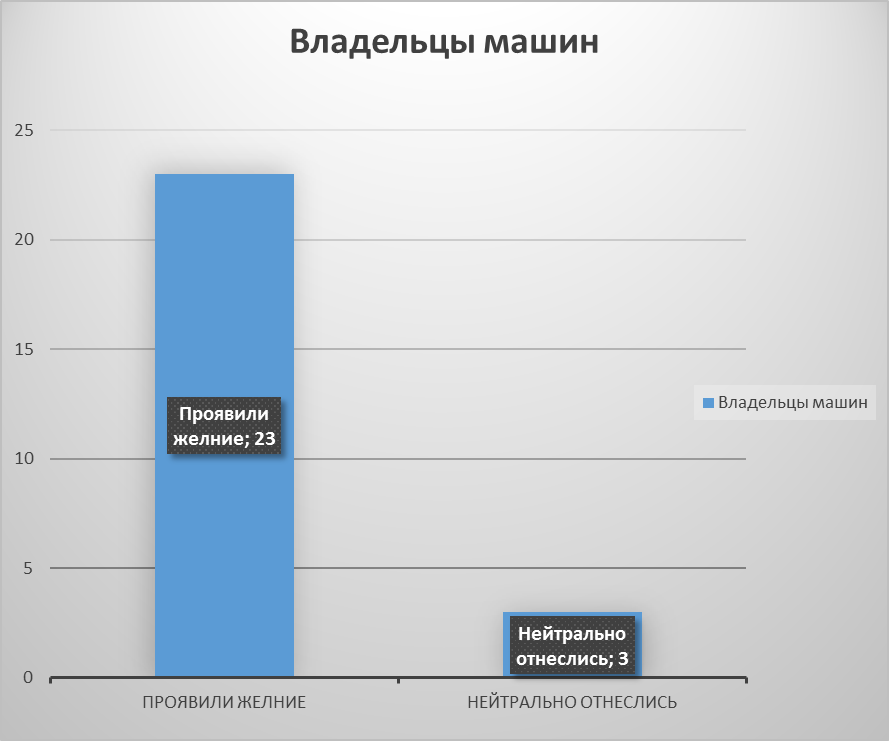 Владельцы машин
25
20
15
10
5
0
Проявили
желние; 23
Нейтрально
отнеслись; 3
ПРОЯВИЛИ ЖЕЛНИЕ
НЕЙТРАЛЬНО ОТНЕСЛИСЬ
Владельцы машин